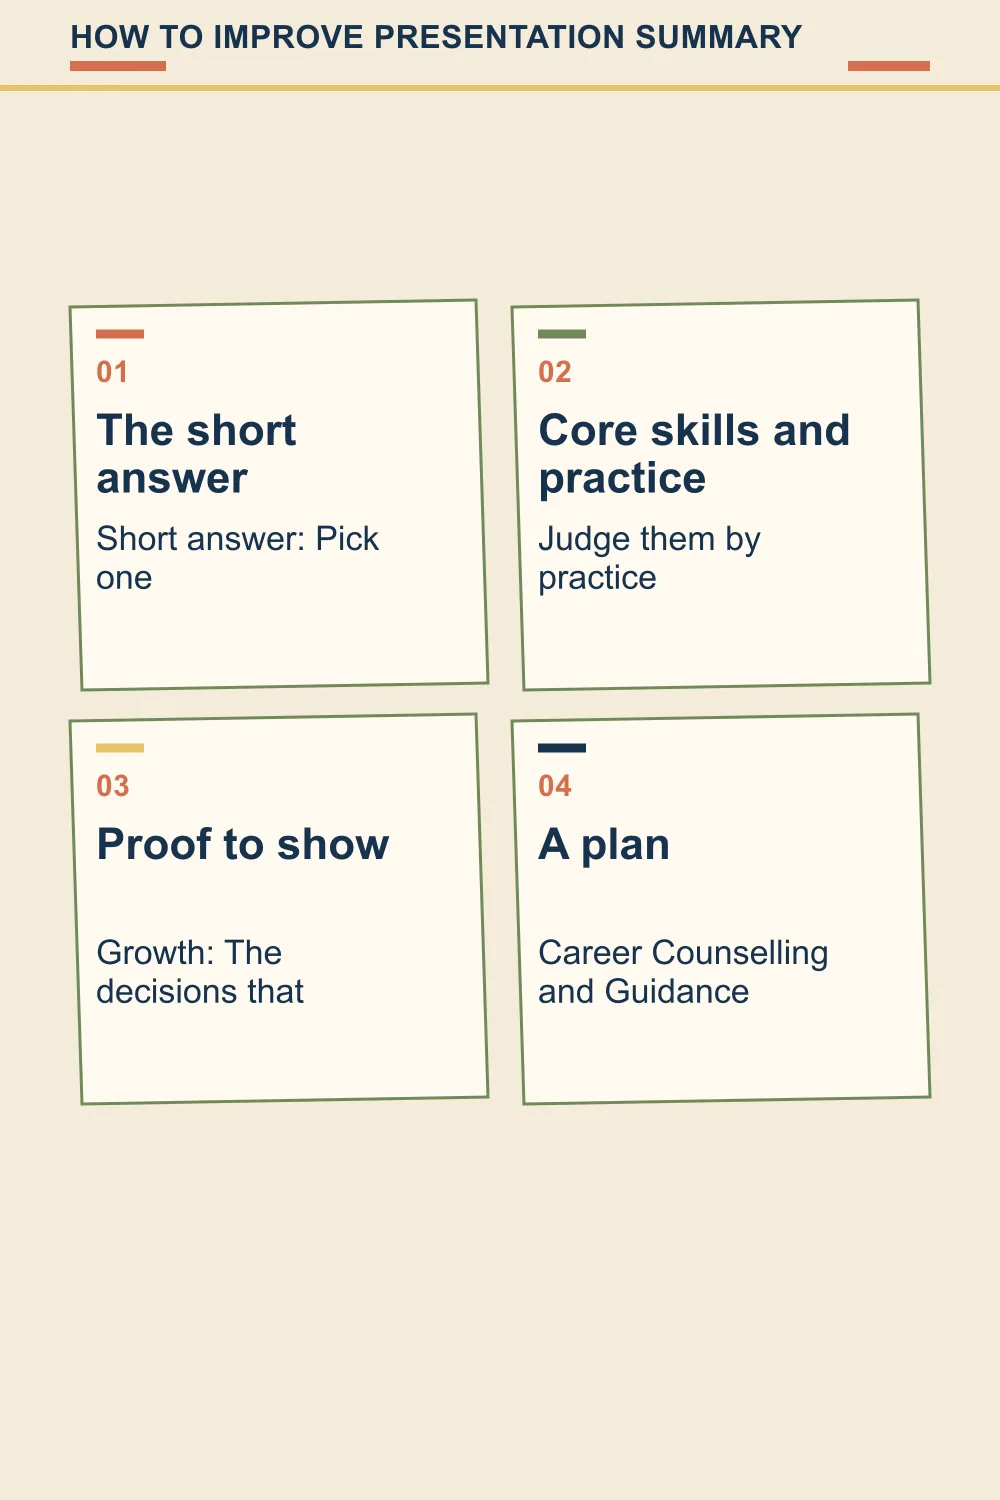 HOW TO IMPROVE PRESENTATION SUMMARY
01
The short
answer
Short answer: Pick
one
02
Core skills and
practice
Judge them by
practice
03
Proof to show
Growth: The
decisions that
04
A plan
Career Counselling
and Guidance